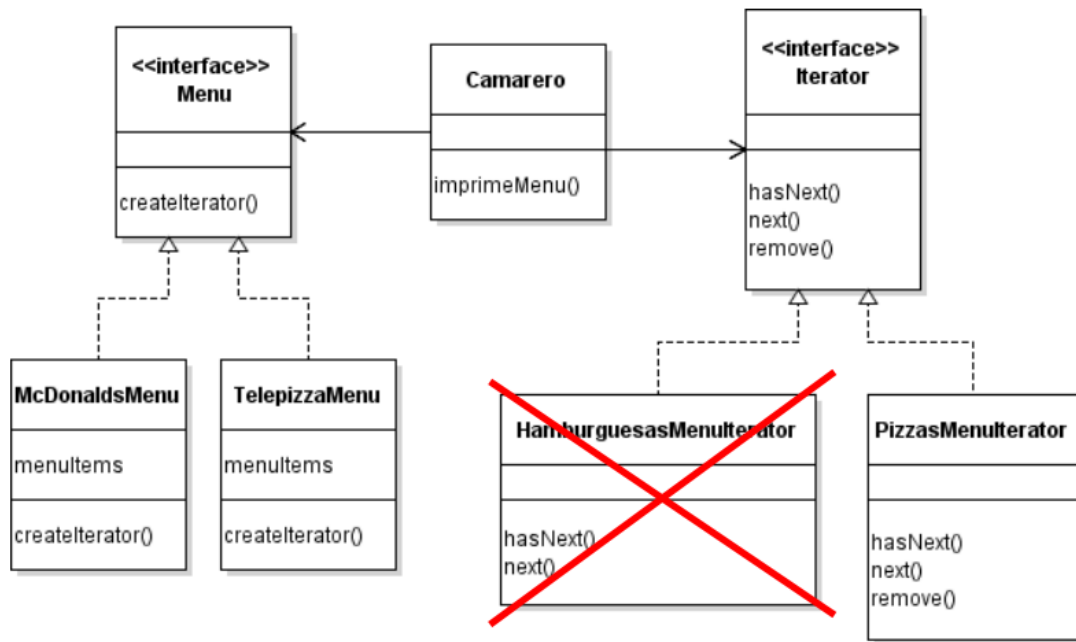 <<interface>>
Menu
createIterator()
Camarero
imprimeMenu()
<<interface>>
Iterator
hasNext()
next()
remove()
McDonaldsMenu
menuItems
createIterator()
TelepizzaMenu
menuItems
createIterator()
HamburguesasMenuIterator
hasNext()
next()
PizzasMenuIterator
hasNext()
next()
remove()